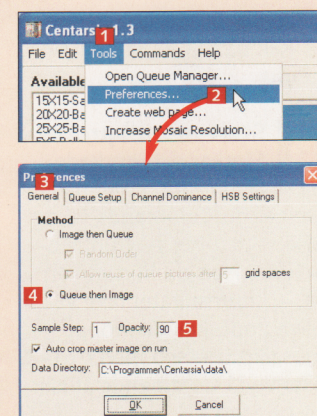 Centarsia 1.3
1
File Edit Tools Commands Help
Available
Open Queue Manager...
15X15-Sa
Preferences...
2
20X20-Ba
Create web page...
25X25-Ba
Increase Mosaic Resolution...
Preferences
3
General Queue Setup Channel Dominance HSB Settings
Method
Image then Queue
Random Order
Allow reuse of queue pictures after 5 grid spaces
4 Queue then Image
Sample Step: 1 Opacity: 90 5
Auto crop master image on run
Data Directory: C:\Programmer\Centarsia\data\
OK Cancel